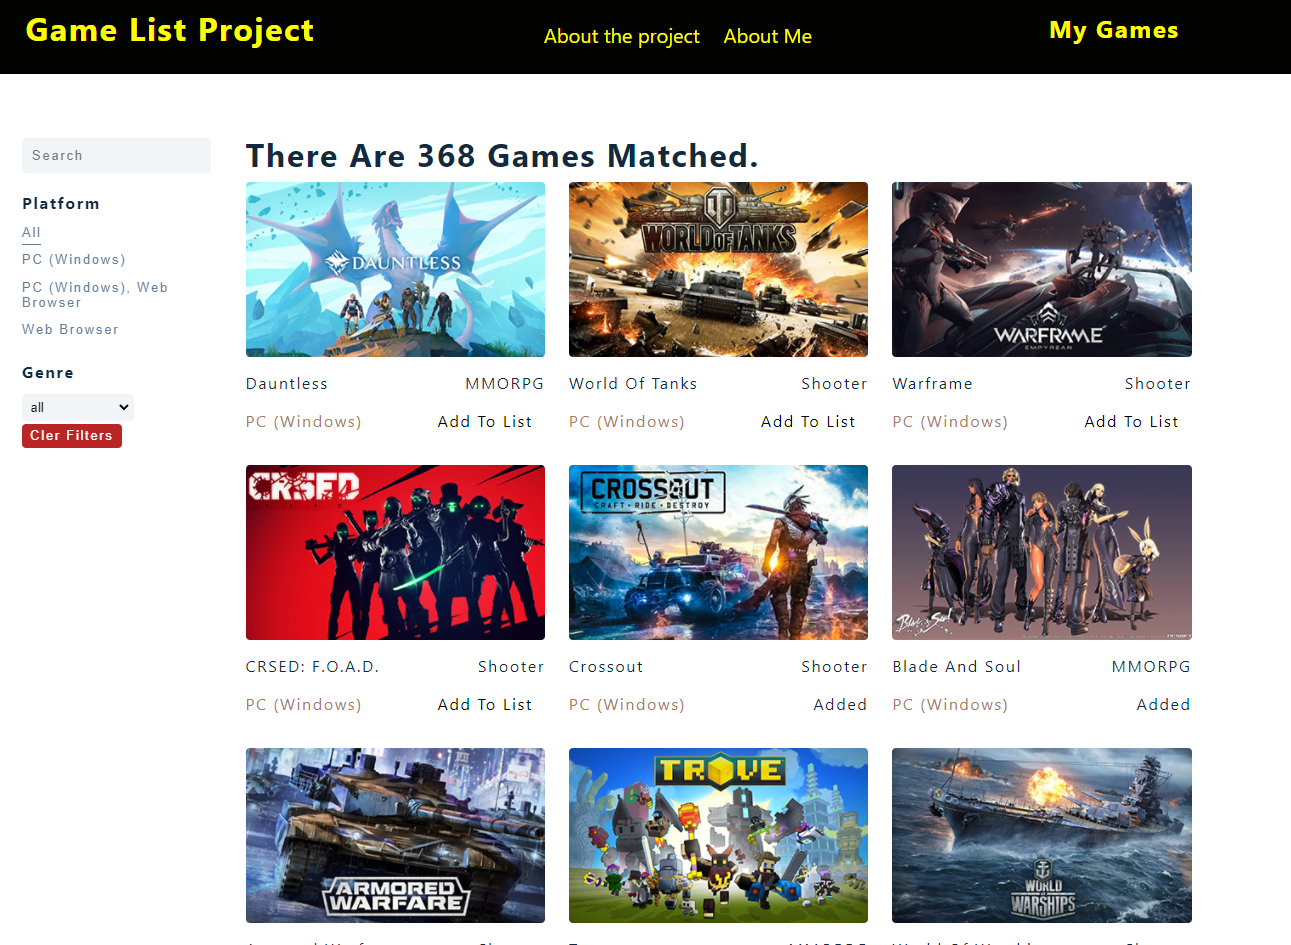 Game List Project
About the project
About Me
My Games
Search
Platform
All
PC (Windows)
PC (Windows), Web
Browser
Web Browser
Genre
all
Cler Filters
There Are 368 Games Matched.
DAUNTLESS
Dauntless
MMORPG
PC (Windows)
Add To List
WORLD OF TANKS
World Of Tanks
Shooter
PC (Windows)
Add To List
WARFRAME
EMPYREAN
Warframe
Shooter
PC (Windows)
Add To List
CRSED
CRSED: F.O.A.D.
Shooter
PC (Windows)
Add To List
CROSSOUT
CRAFT • RIDE • DESTROY
Crossout
Shooter
PC (Windows)
Added
Blade & Soul
NCSOFT
Blade And Soul
MMORPG
PC (Windows)
Added
ARMORED
WARFARE
TROVE
WORLD
OF
WARSHIPS